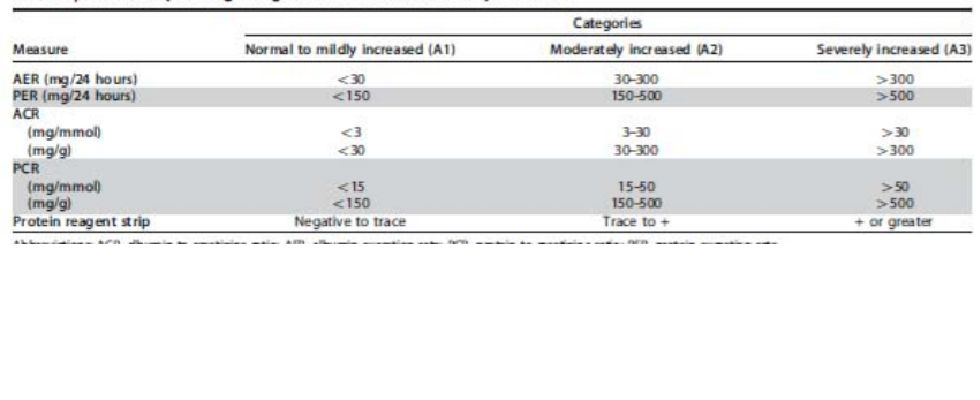 Categories
Measure Normal to mildly increased (A1) Moderately increased (A2) Severely increased (A3)
AER (mg/24 hours) <30 30–300 >300
PER (mg/24 hours) <150 150–500 >500
ACR
(mg/mmol) <3 3–30 >30
(mg/g) <30 30–300 >300
PCR
(mg/mmol) <15 15–50 >50
(mg/g) <150 150–500 >500
Protein reagent strip Negative to trace Trace to + + or greater